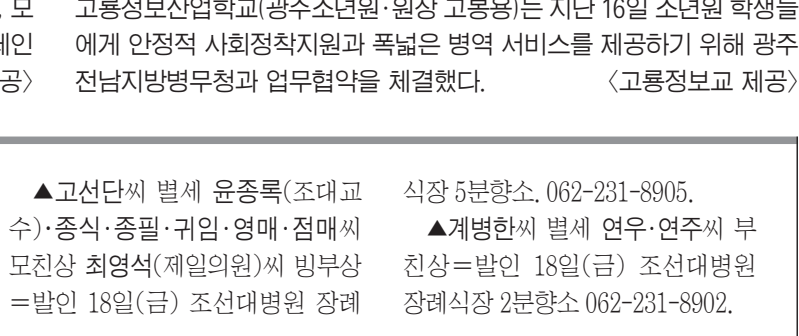 모
고룡정보산업학교(광주소년원·원장 고봉용)는 지난 16일 소년원 학생들
메인
에게 안정적 사회정착지원과 폭넓은 병역 서비스를 제공하기 위해 광주
공〉
전남지방병무청과 업무협약을 체결했다. 〈고룡정보교 제공〉
▲고선단씨 별세 윤종록(조대교
수)·종식·종필·귀임·영매·점매씨
모친상 최영석(제일의원)씨 빙부상
=발인 18일(금) 조선대병원 장례
식장 5분향소. 062-231-8905.
▲계병한씨 별세 연우·연주씨 부
친상=발인 18일(금) 조선대병원
장례식장 2분향소 062-231-8902.